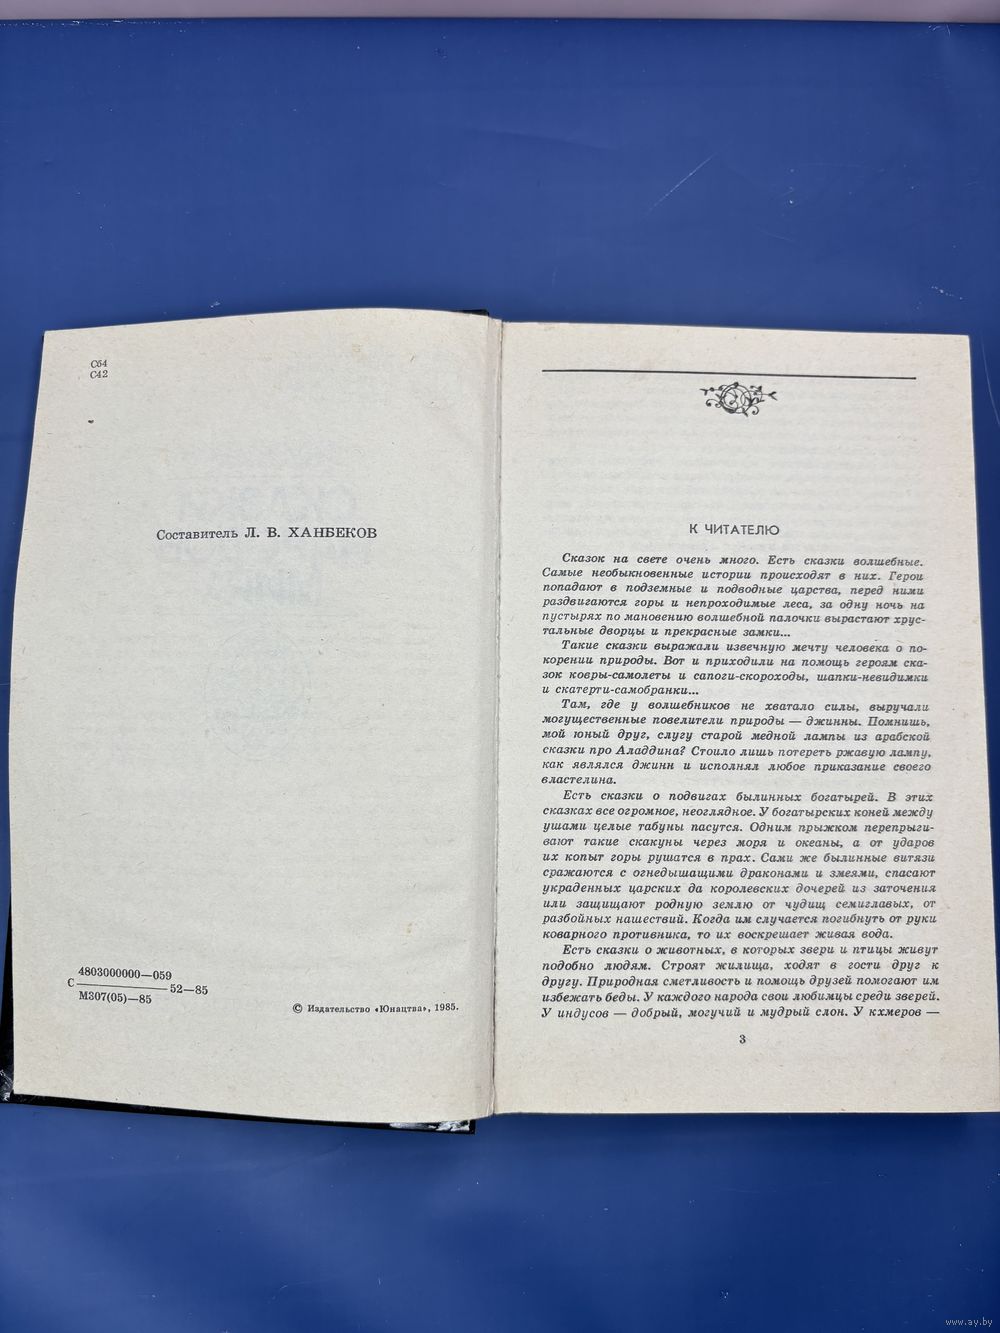 С64
С42
Составитель Л. В. ХАНБЕКОВ
4803000000—059
С ———— 52—85
М307(05)—85
© Издательство «Юнацтва», 1985.
К ЧИТАТЕЛЮ
Сказок на свете очень много. Есть сказки волшебные.
Самые необыкновенные истории происходят в них. Герои
попадают в подземные и подводные царства, перед ними
раздвигаются горы и непроходимые леса, за одну ночь на
пустырях по мановению волшебной палочки вырастают хрус-
тальные дворцы и прекрасные замки...
Такие сказки выражали извечную мечту человека о по-
корении природы. Вот и приходили на помощь героям ска-
зок ковры-самолеты и сапоги-скороходы, шапки-невидимки
и скатерти-самобранки...
Там, где у волшебников не хватало силы, выручали
могущественные повелители природы — джинны. Помнишь,
мой юный друг, слугу старой медной лампы из арабской
сказки про Аладдина? Стоило лишь потереть ржавую лампу,
как являлся джинн и исполнял любое приказание своего
властелина.
Есть сказки о подвигах былинных богатырей. В этих
сказках все огромное, неоглядное. У богатырских коней между
ушами целые табуны пасутся. Одним прыжком перепрыги-
вают такие скакуны через моря и океаны, а от ударов
их копыт горы рушатся в прах. Сами же былинные витязи
сражаются с огнедышащими драконами и змеями, спасают
украденных царских да королевских дочерей из заточения
или защищают родную землю от чудищ семиглавых, от
разбойных нашествий. Когда им случается погибнуть от руки
коварного противника, то их воскрешает живая вода.
Есть сказки о животных, в которых звери и птицы живут
подобно людям. Строят жилища, ходят в гости друг к
другу. Природная сметливость и помощь друзей помогают им
избежать беды. У каждого народа свои любимцы среди зверей.
У индусов — добрый, могучий и мудрый слон. У кхмеров —
3
www.ay.by